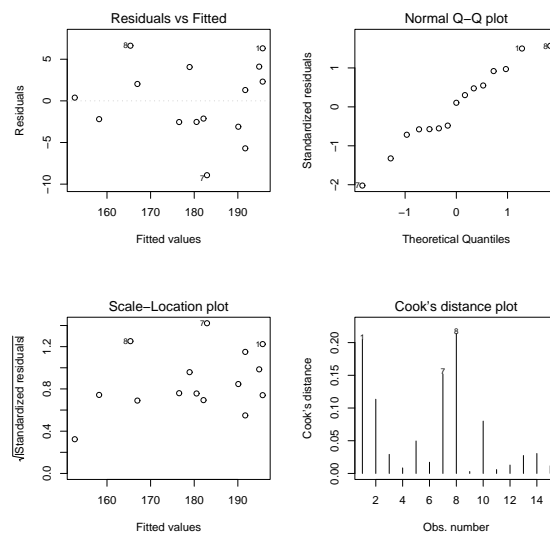 Residuals vs Fitted
Residuals
5
0
−5
−10
8
1
7
160 170 180 190
Fitted values
Normal Q−Q plot
Standardized residuals
1
0
−1
−2
1
8
7
−1 0 1
Theoretical Quantiles
Scale−Location plot
√|Standardized residuals|
1.2
0.8
0.4
0.0
8
7
1
160 170 180 190
Fitted values
Cook's distance plot
Cook's distance
0.20
0.15
0.10
0.05
0.00
1
7
8
2 4 6 8 10 12 14
Obs. number